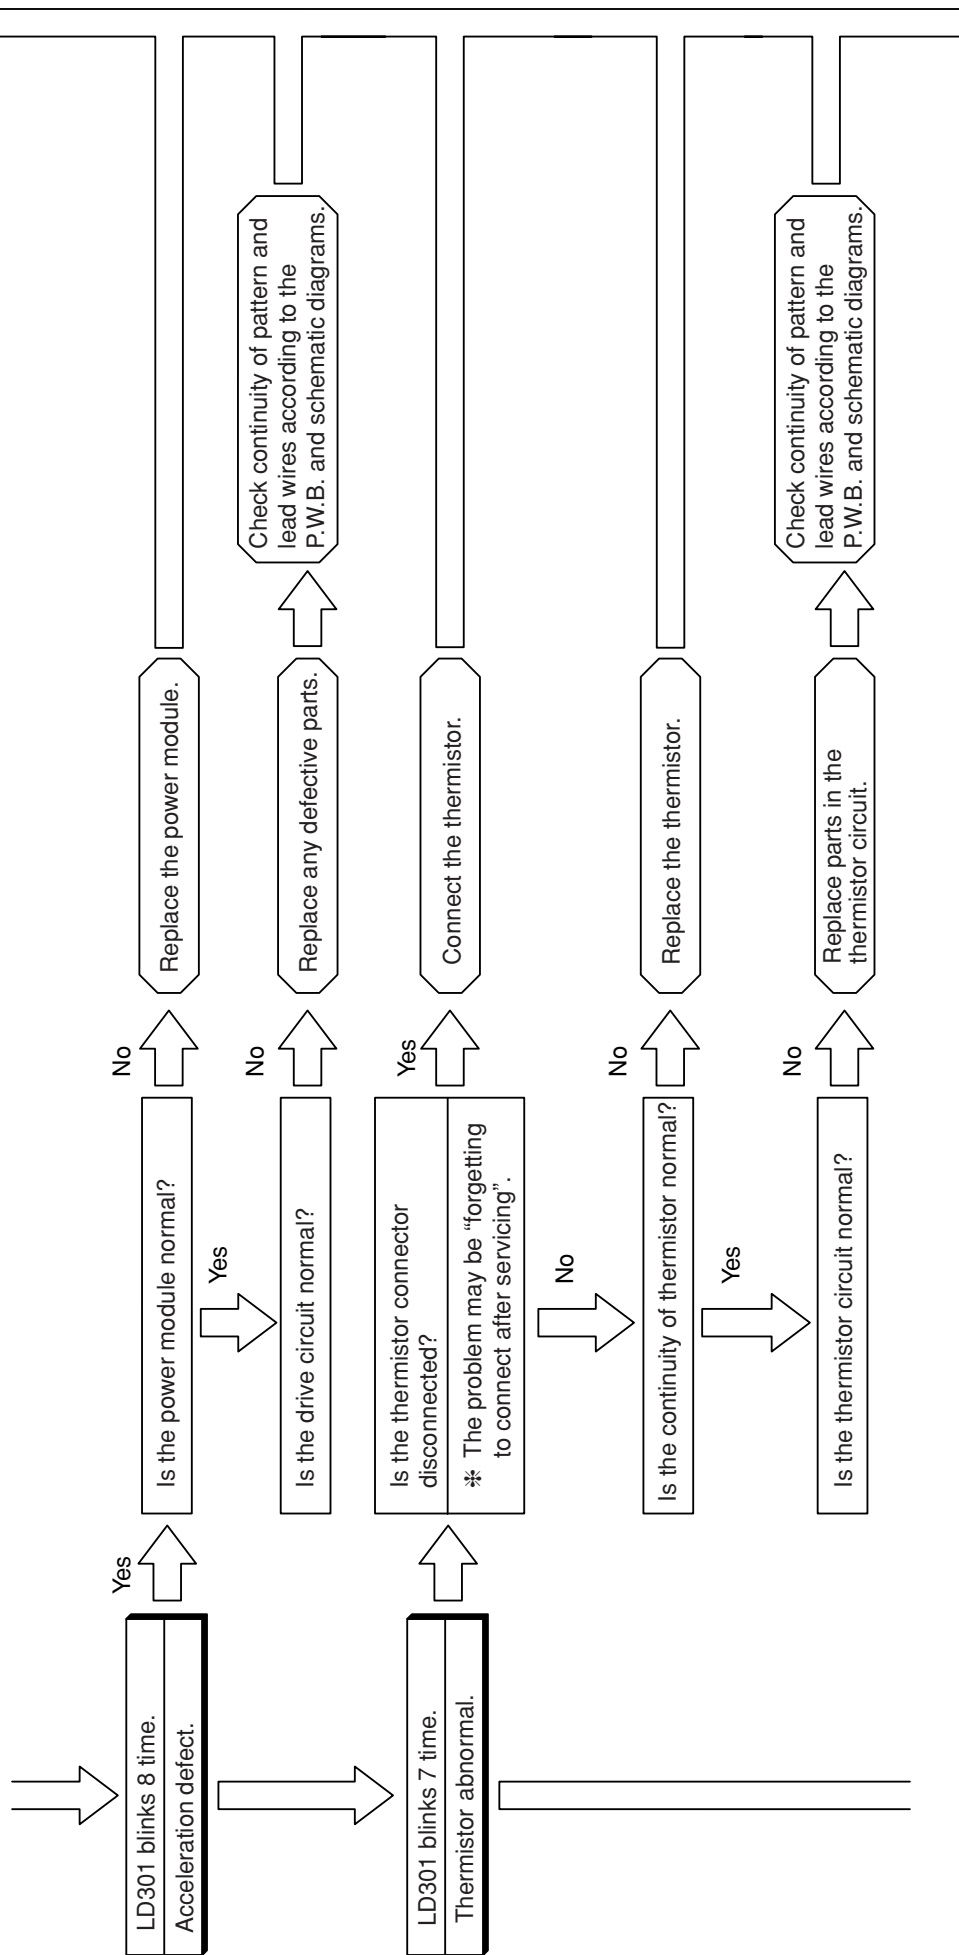 LD301 blinks 8 time.
Acceleration defect.
Yes
Is the power module normal?
No
Replace the power module.
Yes
Is the drive circuit normal?
No
Replace any defective parts.
Check continuity of pattern and
lead wires according to the
P.W.B. and schematic diagrams.
LD301 blinks 7 time.
Thermistor abnormal.
Is the thermistor connector
disconnected?
❉ The problem may be “forgetting
to connect after servicing”.
Yes
Connect the thermistor.
No
Is the continuity of thermistor normal?
No
Replace the thermistor.
Yes
Is the thermistor circuit normal?
No
Replace parts in the
thermistor circuit.
Check continuity of pattern and
lead wires according to the
P.W.B. and schematic diagrams.